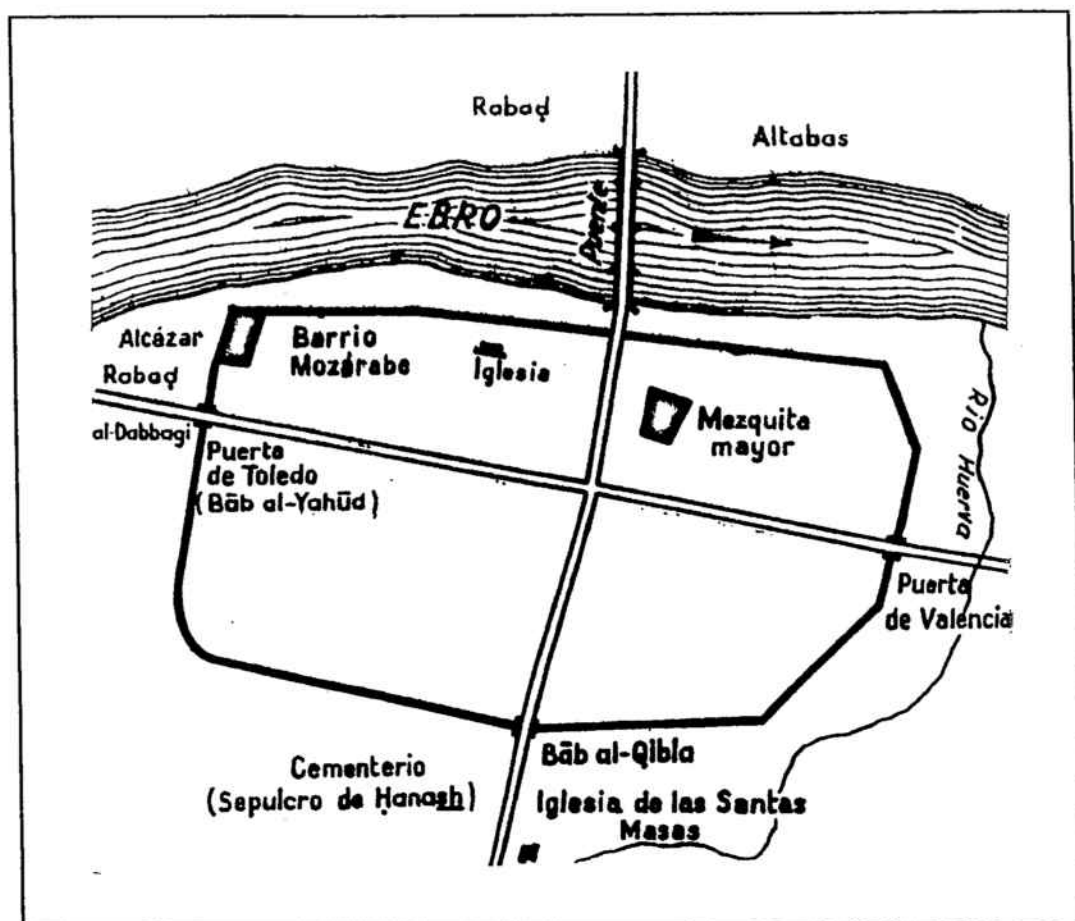 Rabaḍ
Altabas
EBRO
Puente
Alcázar
Barrio
Mozárabe
Iglesia
Rabaḍ
al-Dabbagi
Mezquita
mayor
Río Huerva
Puerta
de Toledo
(Bāb al-Yahūd)
Puerta
de Valencia
Bāb al-Qibla
Cementerio
(Sepulcro de Ḥanash)
Iglesia de las Santas
Masas